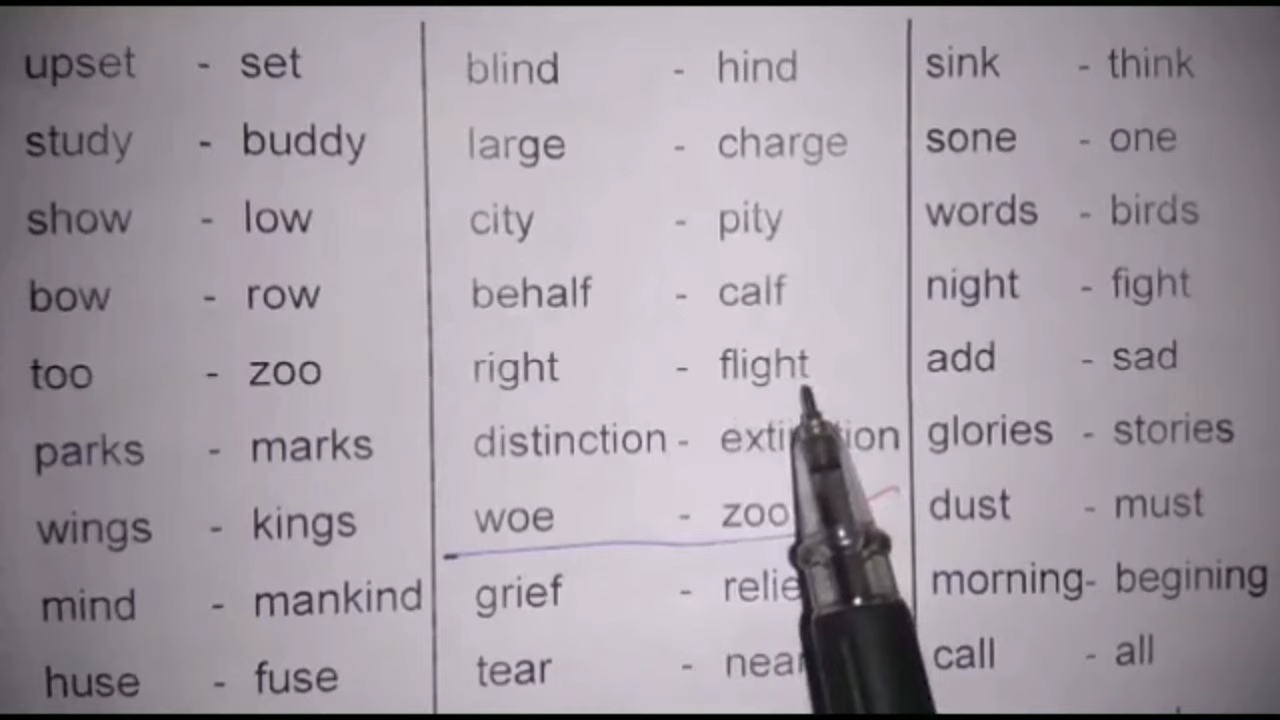 upset - set
study - buddy
show - low
bow - row
too - zoo
parks - marks
wings - kings
mind - mankind
huse - fuse
blind - hind
large - charge
city - pity
behalf - calf
right - flight
distinction -
woe - zoo
grief -
tear -
sink - think
sone - one
words - birds
night - fight
add - sad
glories - stories
dust - must
morning- begining
call - all